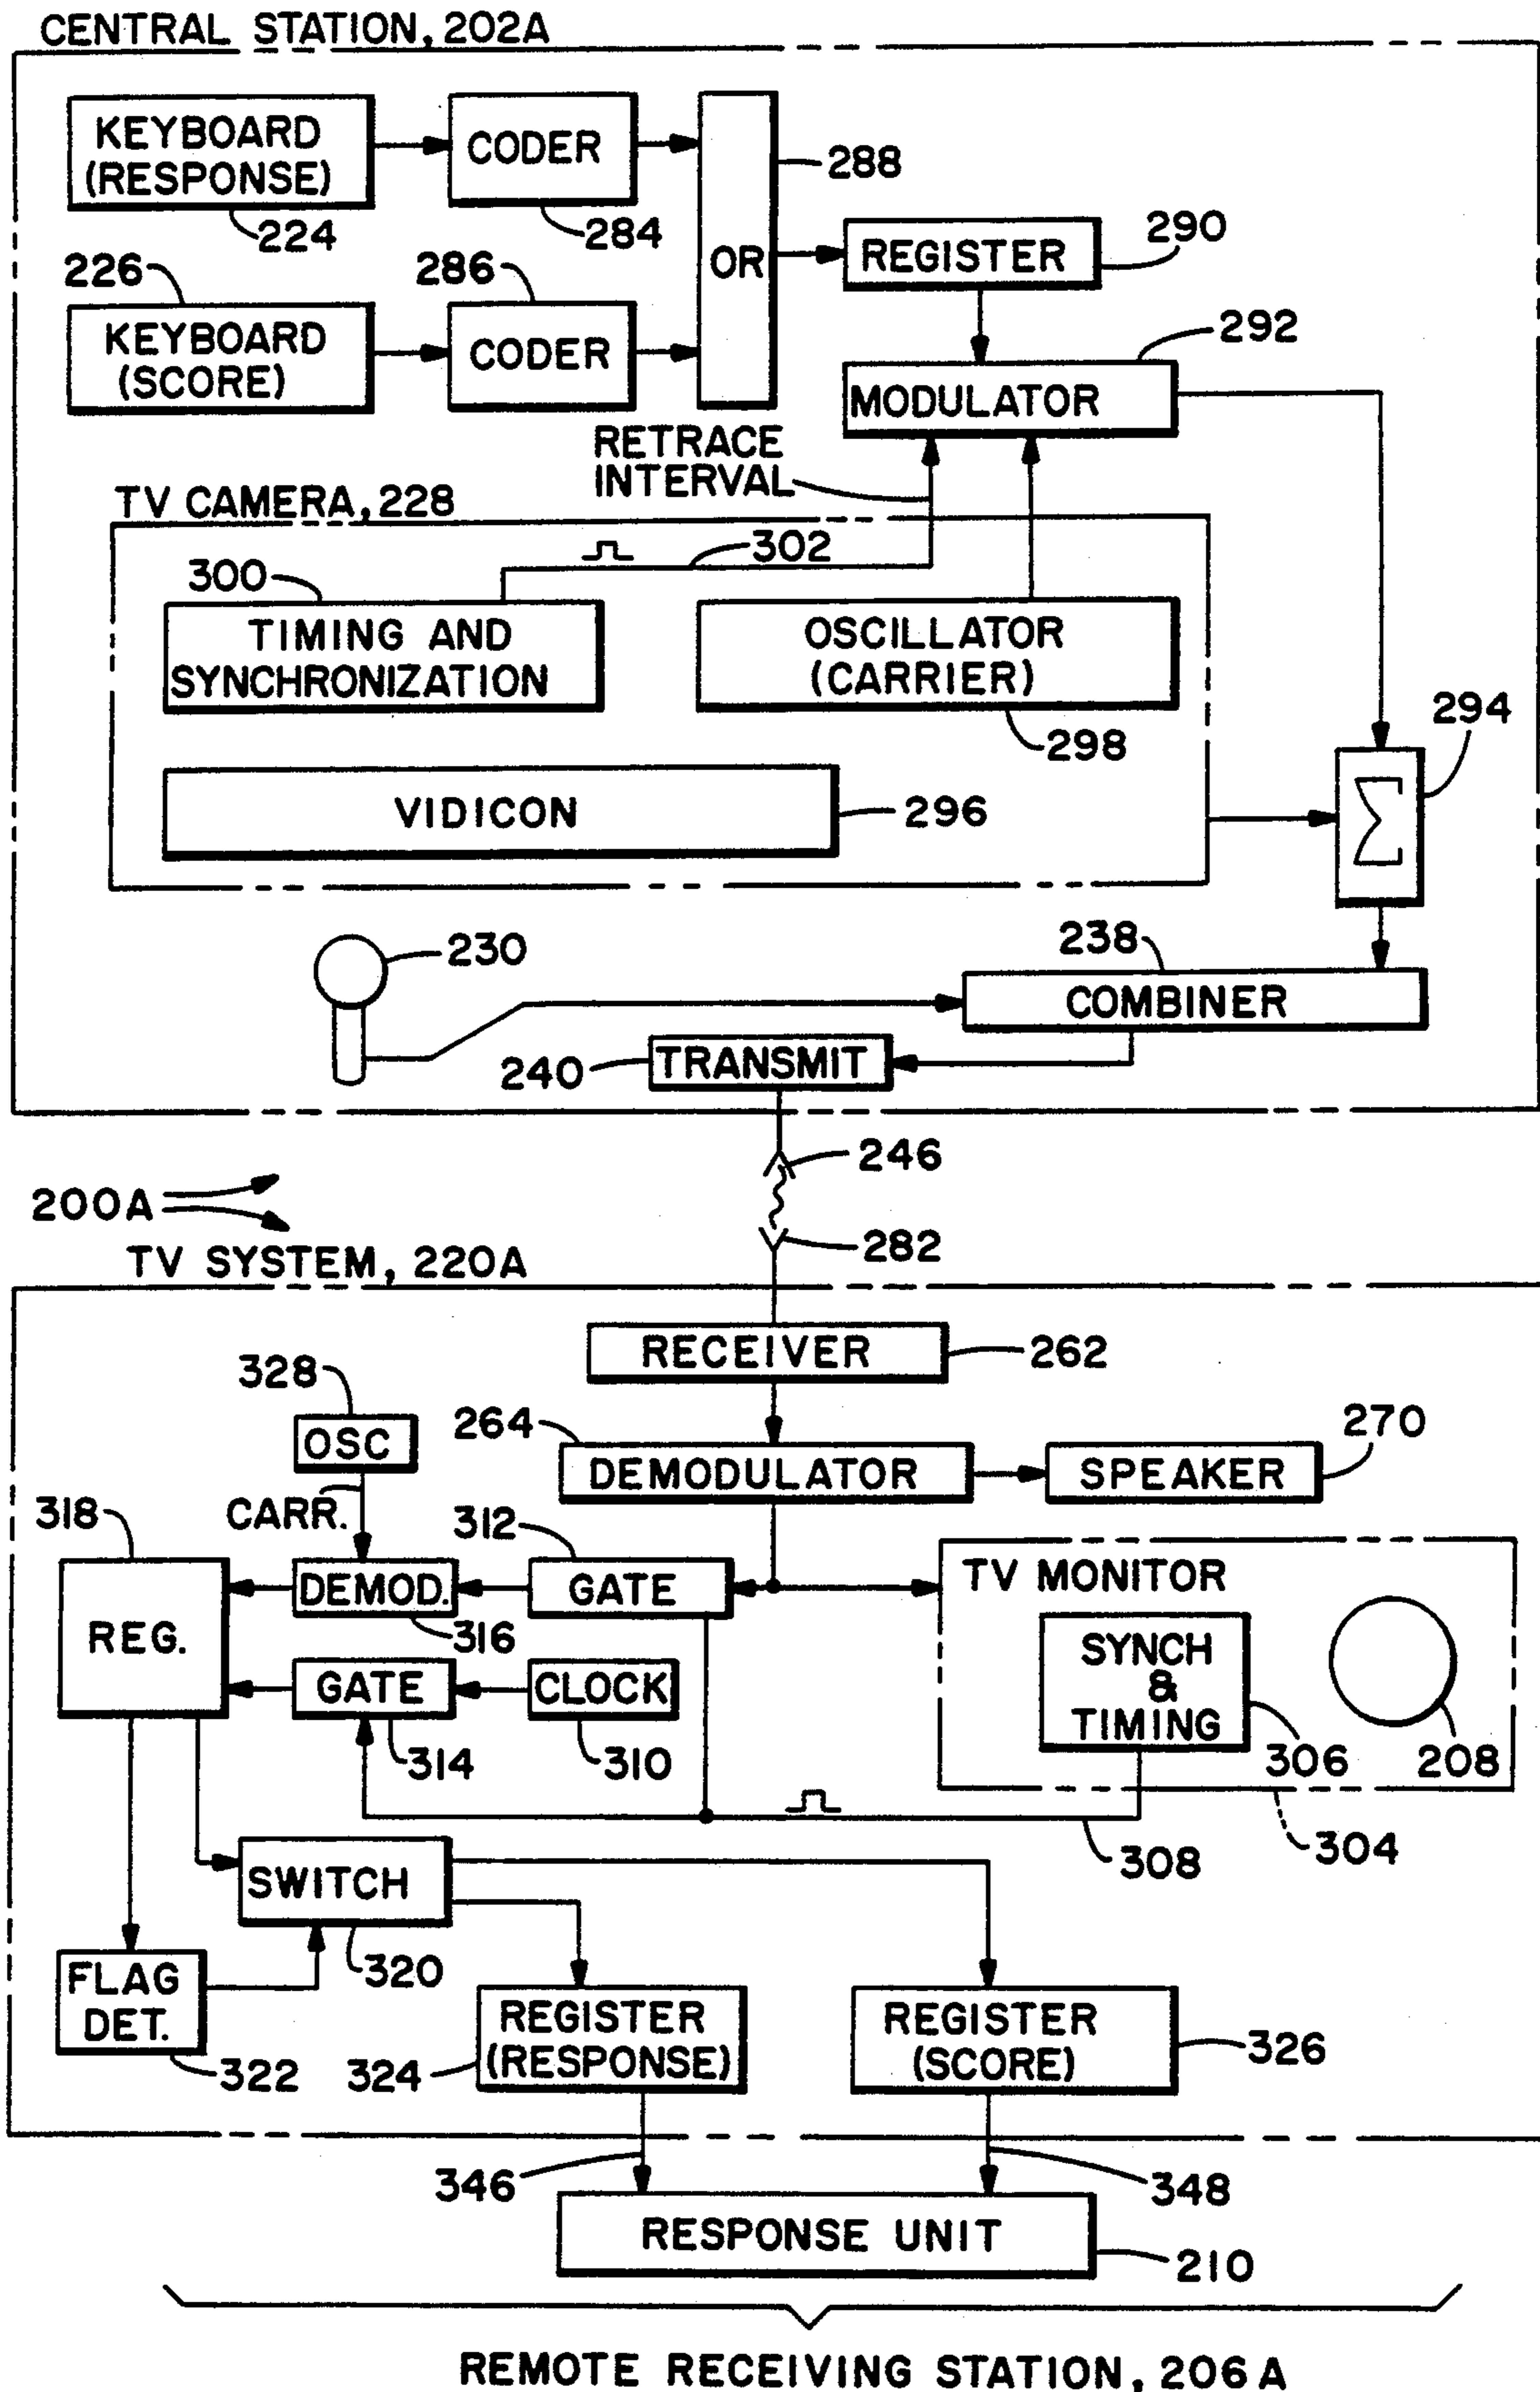 CENTRAL STATION, 202A
KEYBOARD
(RESPONSE)
224
CODER
284
OR
288
226
KEYBOARD
(SCORE)
286
CODER
REGISTER
290
MODULATOR
292
RETRACE
INTERVAL
TV CAMERA, 228
302
300
TIMING AND
SYNCHRONIZATION
OSCILLATOR
(CARRIER)
298
VIDICON
296
294
Σ
230
238
COMBINER
240
TRANSMIT
246
200A
282
TV SYSTEM, 220A
RECEIVER
262
328
OSC
CARR.
264
DEMODULATOR
SPEAKER
270
318
REG.
DEMOD.
316
312
GATE
TV MONITOR
SYNCH
&
TIMING
306
208
GATE
314
CLOCK
310
308
304
SWITCH
320
FLAG
DET.
322
324
REGISTER
(RESPONSE)
REGISTER
(SCORE)
326
346
348
RESPONSE UNIT
210
REMOTE RECEIVING STATION, 206A